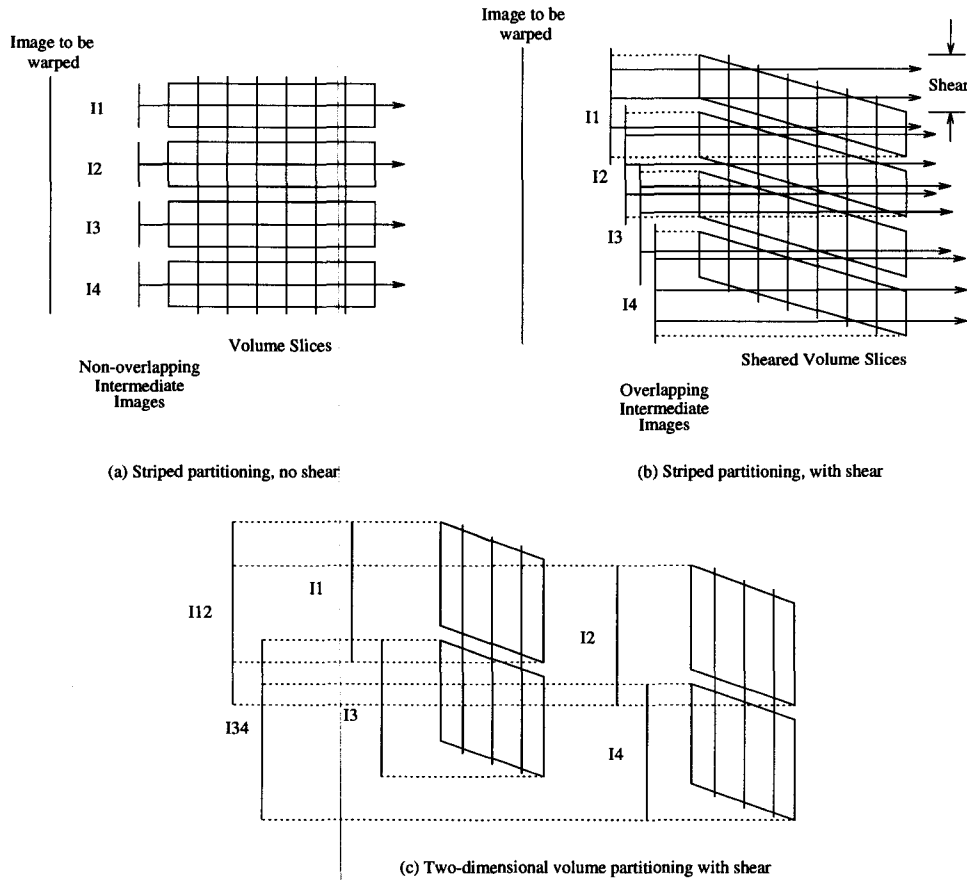 Image to be
warped
I1
I2
I3
I4
Volume Slices
Non-overlapping
Intermediate
Images
(a) Striped partitioning, no shear
Image to be
warped
Shear
I1
I2
I3
I4
Sheared Volume Slices
Overlapping
Intermediate
Images
(b) Striped partitioning, with shear
I1
I12
I2
I3
I34
I4
(c) Two-dimensional volume partitioning with shear